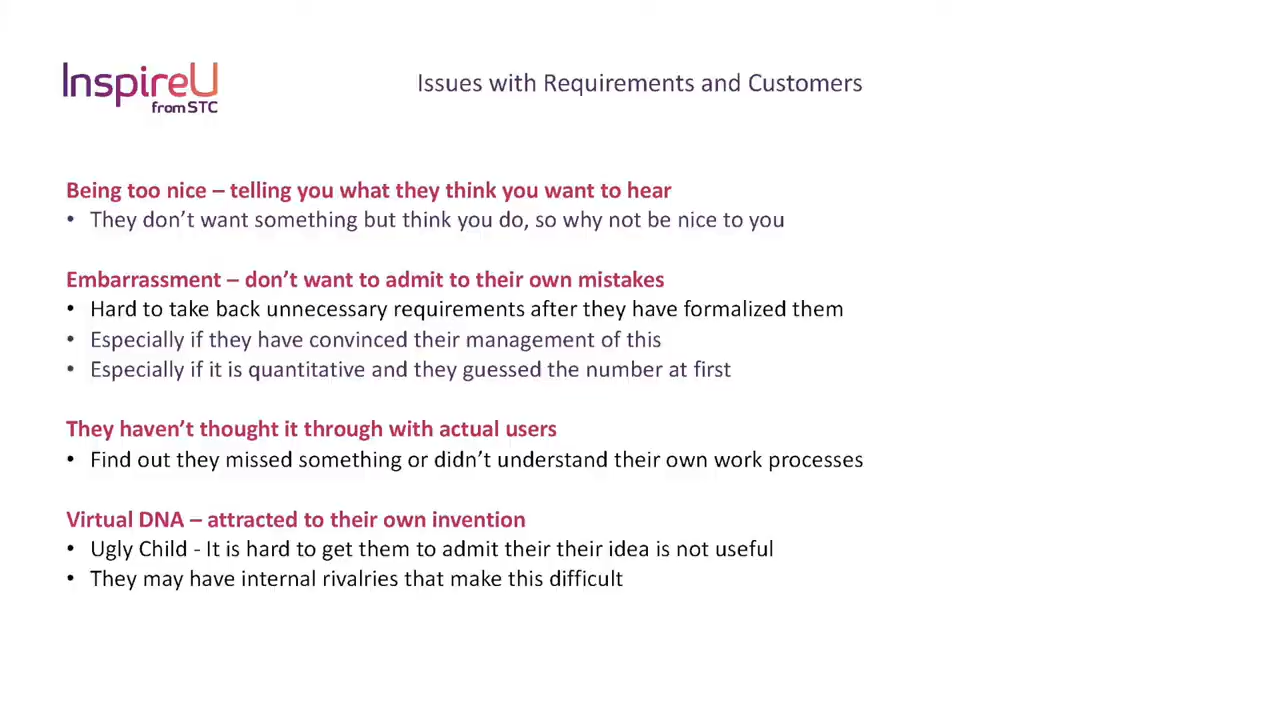 InspireU
from STC
Issues with Requirements and Customers
Being too nice – telling you what they think you want to hear
• They don't want something but think you do, so why not be nice to you
Embarrassment – don't want to admit to their own mistakes
• Hard to take back unnecessary requirements after they have formalized them
• Especially if they have convinced their management of this
• Especially if it is quantitative and they guessed the number at first
They haven't thought it through with actual users
• Find out they missed something or didn't understand their own work processes
Virtual DNA – attracted to their own invention
• Ugly Child - It is hard to get them to admit their their idea is not useful
• They may have internal rivalries that make this difficult